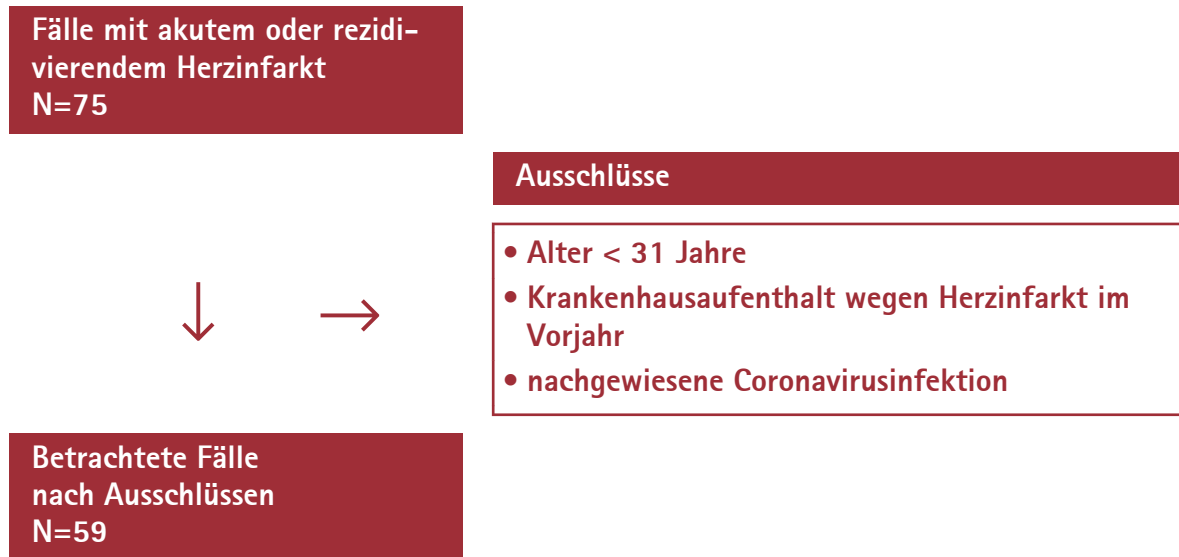 Fälle mit akutem oder rezidi-
vierendem Herzinfarkt
N=75
Ausschlüsse
• Alter < 31 Jahre
• Krankenhausaufenthalt wegen Herzinfarkt im
Vorjahr
• nachgewiesene Coronavirusinfektion
Betrachtete Fälle
nach Ausschlüssen
N=59